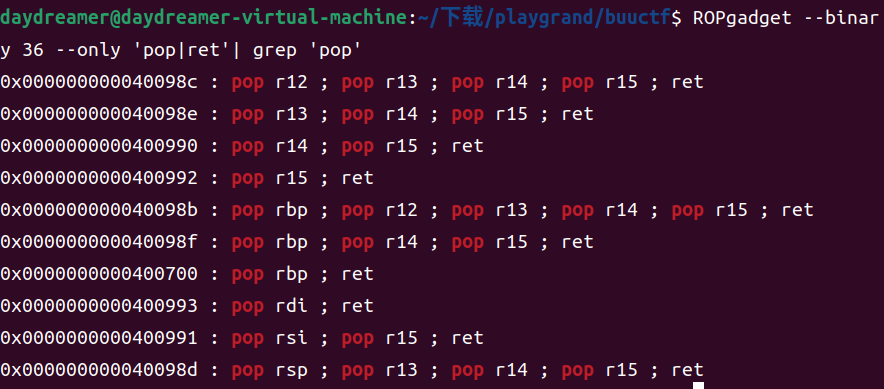 daydreamer@daydreamer-virtual-machine:~/下载/playgrand/buuctf$ ROPgadget --binar
y 36 --only 'pop|ret'| grep 'pop'
0x000000000040098c : pop r12 ; pop r13 ; pop r14 ; pop r15 ; ret
0x000000000040098e : pop r13 ; pop r14 ; pop r15 ; ret
0x0000000000400990 : pop r14 ; pop r15 ; ret
0x0000000000400992 : pop r15 ; ret
0x000000000040098b : pop rbp ; pop r12 ; pop r13 ; pop r14 ; pop r15 ; ret
0x000000000040098f : pop rbp ; pop r14 ; pop r15 ; ret
0x0000000000400700 : pop rbp ; ret
0x0000000000400993 : pop rdi ; ret
0x0000000000400991 : pop rsi ; pop r15 ; ret
0x000000000040098d : pop rsp ; pop r13 ; pop r14 ; pop r15 ; ret